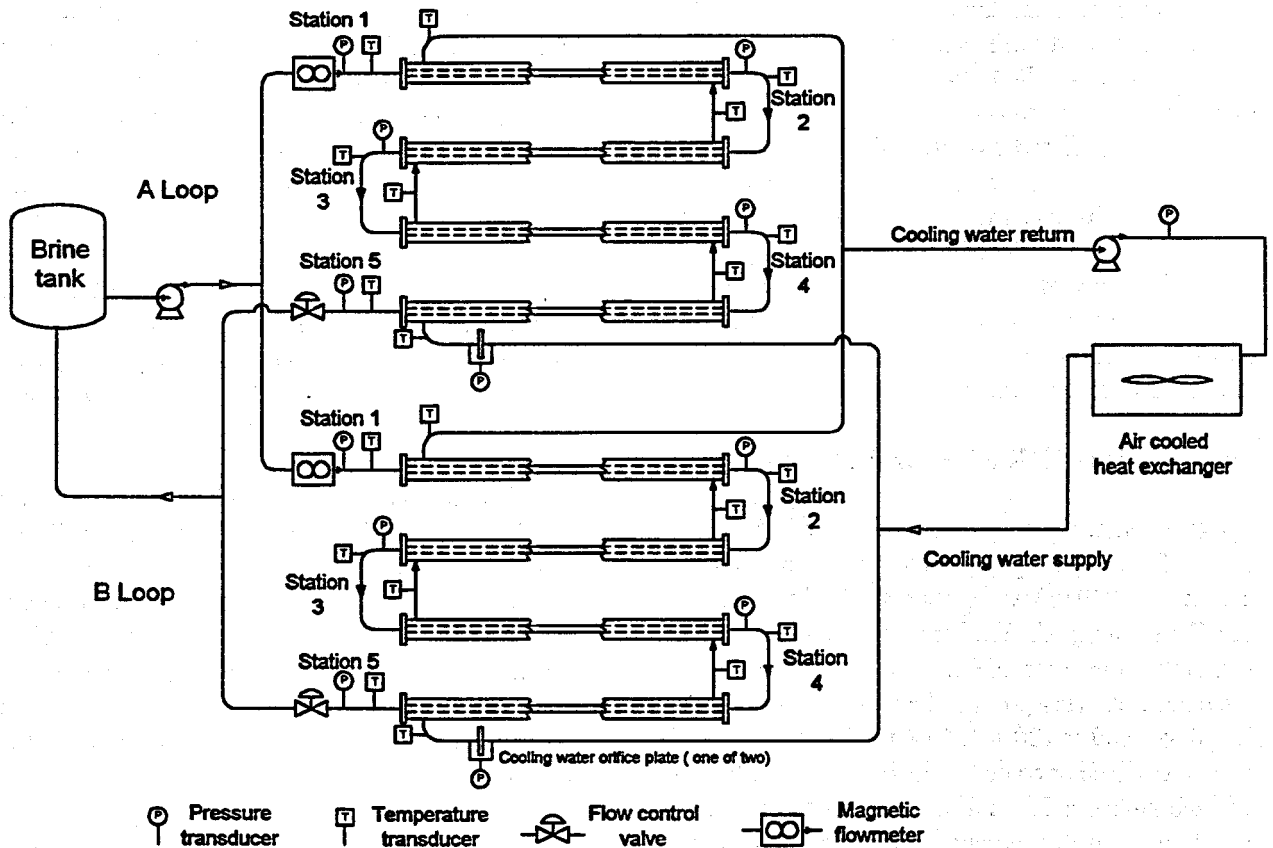 Station 1
P
T
T
P
T
Station
2
T
P
T
Station
3
T
A Loop
P
T
Station
4
T
Brine
tank
Station 5
P
T
T
P
Cooling water return
P
Air cooled
heat exchanger
Cooling water supply
Station 1
P
T
T
P
T
Station
2
T
P
T
Station
3
T
B Loop
P
T
Station
4
T
Station 5
P
T
T
P
Cooling water orifice plate ( one of two)
P
Pressure
transducer
T
Temperature
transducer
Flow control
valve
Magnetic
flowmeter